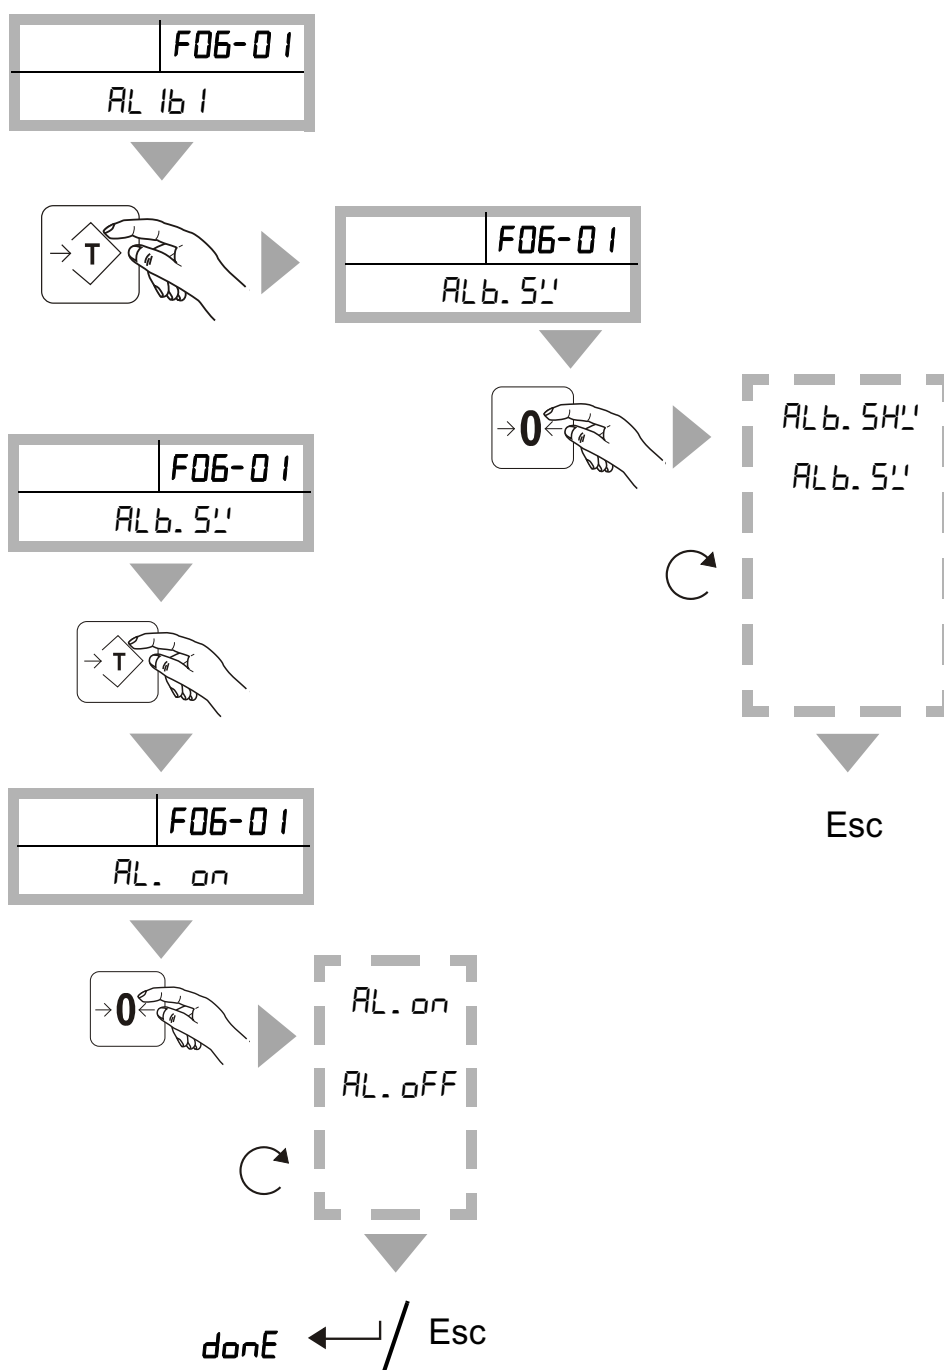 F06-01
AL Ib I
→T
F06-01
ALb. SW
→0←
ALb. SHW
ALb. SW
Esc
F06-01
ALb. SW
→T
F06-01
AL. on
→0←
AL. on
AL. oFF
donE
Esc